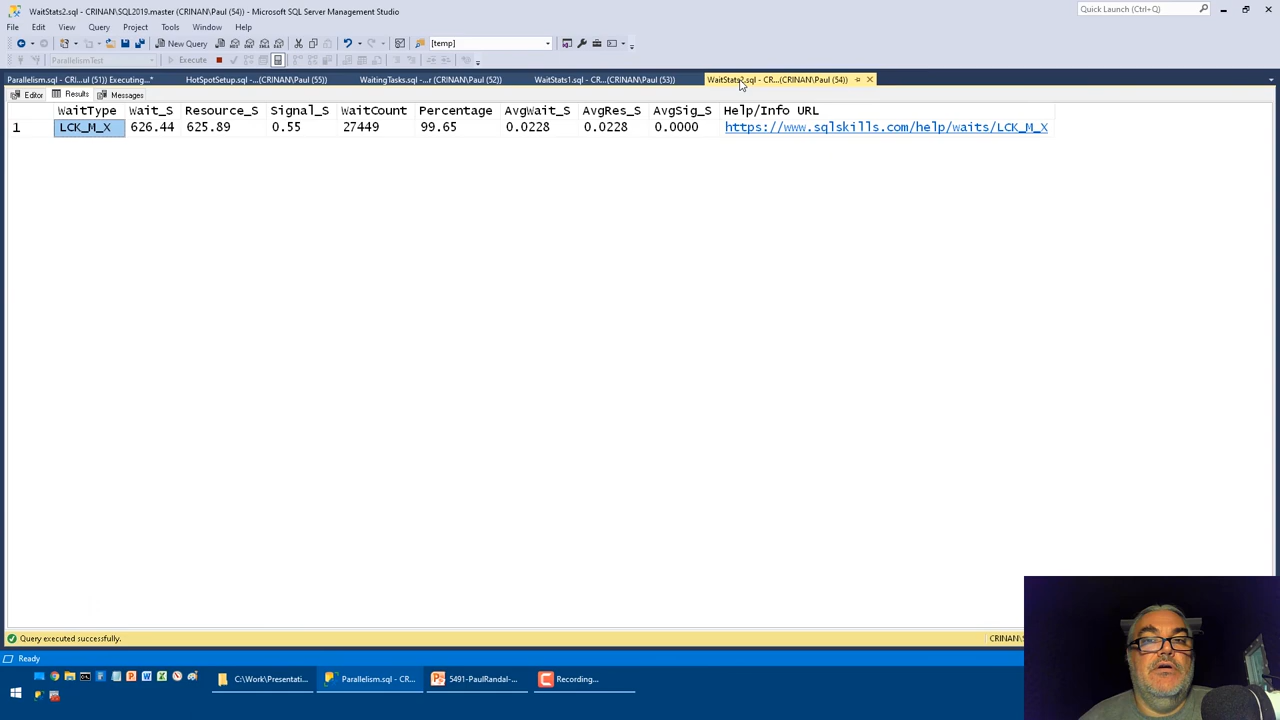 WaitStats2.sql - CRINAN\SQL2019.master (CRINAN\Paul (54)) - Microsoft SQL Server Management Studio
Quick Launch (Ctrl+Q)
File Edit View Query Project Tools Window Help
New Query [temp]
ParallelismTest Execute
Parallelism.sql - CRI...ul (51)) Executing...* HotSpotSetup.sql -...(CRINAN\Paul (55)) WaitingTasks.sql -...r (CRINAN\Paul (52)) WaitStats1.sql - CR...(CRINAN\Paul (53)) WaitStats2.sql - CR...(CRINAN\Paul (54))
Editor Results Messages
WaitType Wait_S Resource_S Signal_S WaitCount Percentage AvgWait_S AvgRes_S AvgSig_S Help/Info URL
1 LCK_M_X 626.44 625.89 0.55 27449 99.65 0.0228 0.0228 0.0000 https://www.sqlskills.com/help/waits/LCK_M_X
Query executed successfully. CRINAN\
Ready
C:\Work\Presentati... Parallelism.sql - CR... 5491-PaulRandal-... Recording...